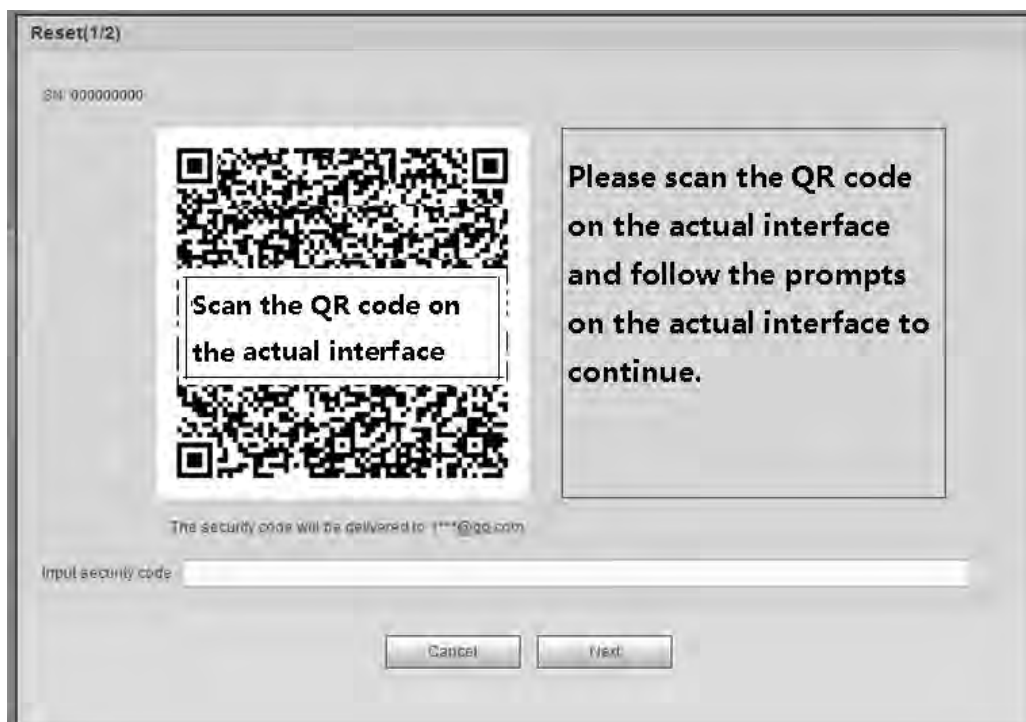 Reset(1/2)
SN: 000000000
Scan the QR code on
the actual interface
Please scan the QR code
on the actual interface
and follow the prompts
on the actual interface to
continue.
The security code will be delivered to 1***@qq.com
Input security code
Cancel
Next